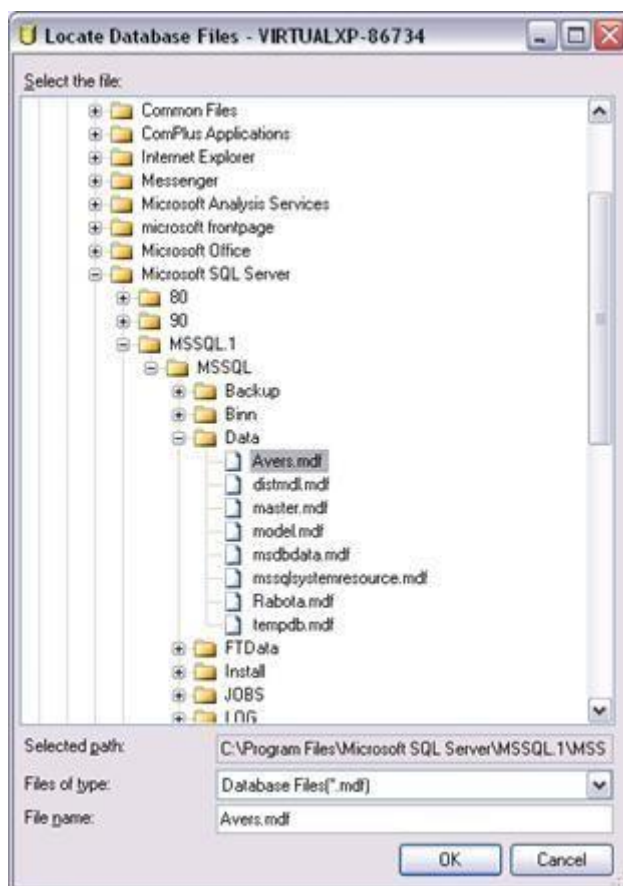 Locate Database Files - VIRTUALXP-86734
Select the file:
Common Files
ComPlus Applications
Internet Explorer
Messenger
Microsoft Analysis Services
microsoft frontpage
Microsoft Office
Microsoft SQL Server
80
90
MSSQL.1
MSSQL
Backup
Binn
Data
Avers.mdf
distmdl.mdf
master.mdf
model.mdf
msdbdata.mdf
mssqlsystemresource.mdf
Rabota.mdf
tempdb.mdf
FTData
Install
JOBS
LOG
Selected path: C:\Program Files\Microsoft SQL Server\MSSQL.1\MSS
Files of type: Database Files(*.mdf)
File name: Avers.mdf
OK Cancel